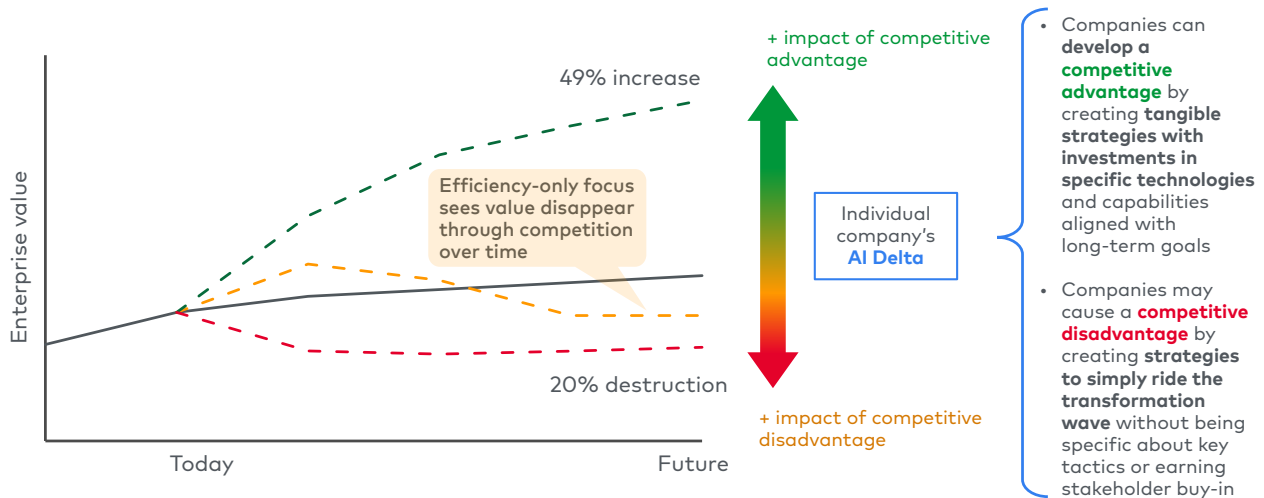 49% increase
Efficiency-only focus
sees value disappear
through competition
over time
20% destruction
Enterprise value
Today
Future
+ impact of competitive
advantage
+ impact of competitive
disadvantage
Individual
company's
AI Delta
• Companies can
develop a
competitive
advantage by
creating tangible
strategies with
investments in
specific technologies
and capabilities
aligned with
long-term goals
• Companies may
cause a competitive
disadvantage by
creating strategies
to simply ride the
transformation
wave without being
specific about key
tactics or earning
stakeholder buy-in